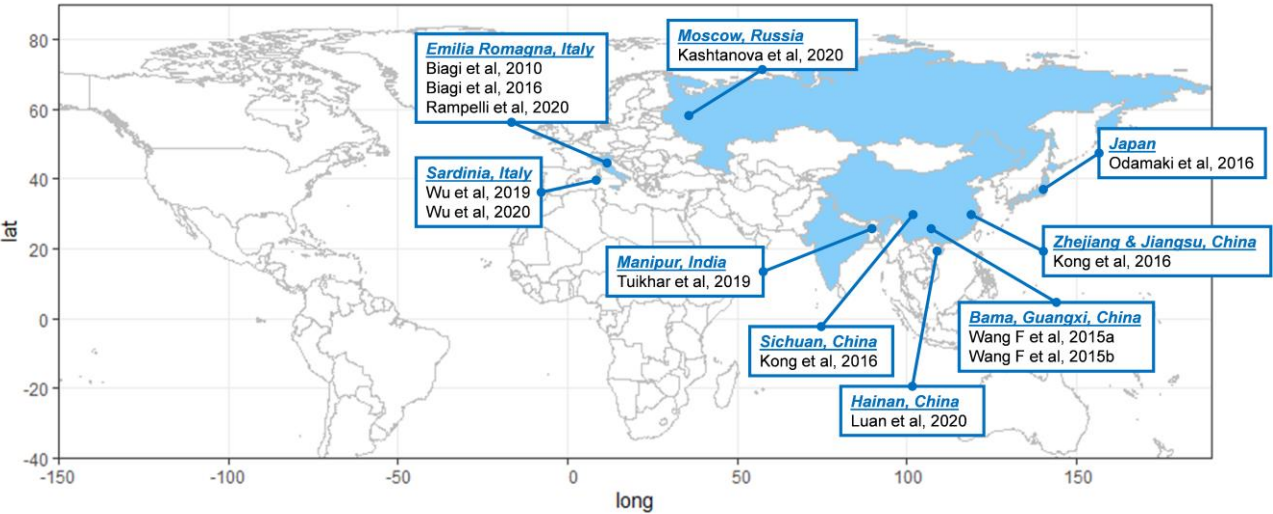 80
60
40
20
0
-20
-40
lat
-150
-100
-50
0
50
100
150
long
Emilia Romagna, Italy
Biagi et al, 2010
Biagi et al, 2016
Rampelli et al, 2020
Moscow, Russia
Kashtanova et al, 2020
Sardinia, Italy
Wu et al, 2019
Wu et al, 2020
Japan
Odamaki et al, 2016
Manipur, India
Tuikhar et al, 2019
Zhejiang & Jiangsu, China
Kong et al, 2016
Sichuan, China
Kong et al, 2016
Bama, Guangxi, China
Wang F et al, 2015a
Wang F et al, 2015b
Hainan, China
Luan et al, 2020